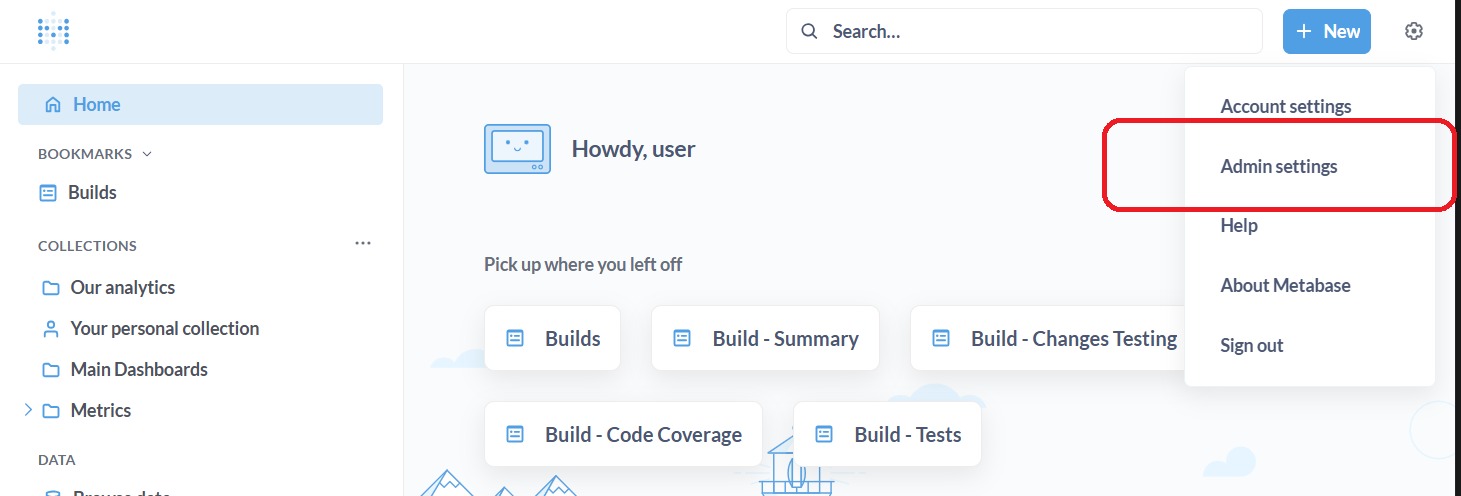 Search...
New
Home
BOOKMARKS
Builds
COLLECTIONS
Our analytics
Your personal collection
Main Dashboards
Metrics
DATA
Browse data
Howdy, user
Pick up where you left off
Builds
Build - Summary
Build - Changes Testing
Build - Code Coverage
Build - Tests
Account settings
Admin settings
Help
About Metabase
Sign out